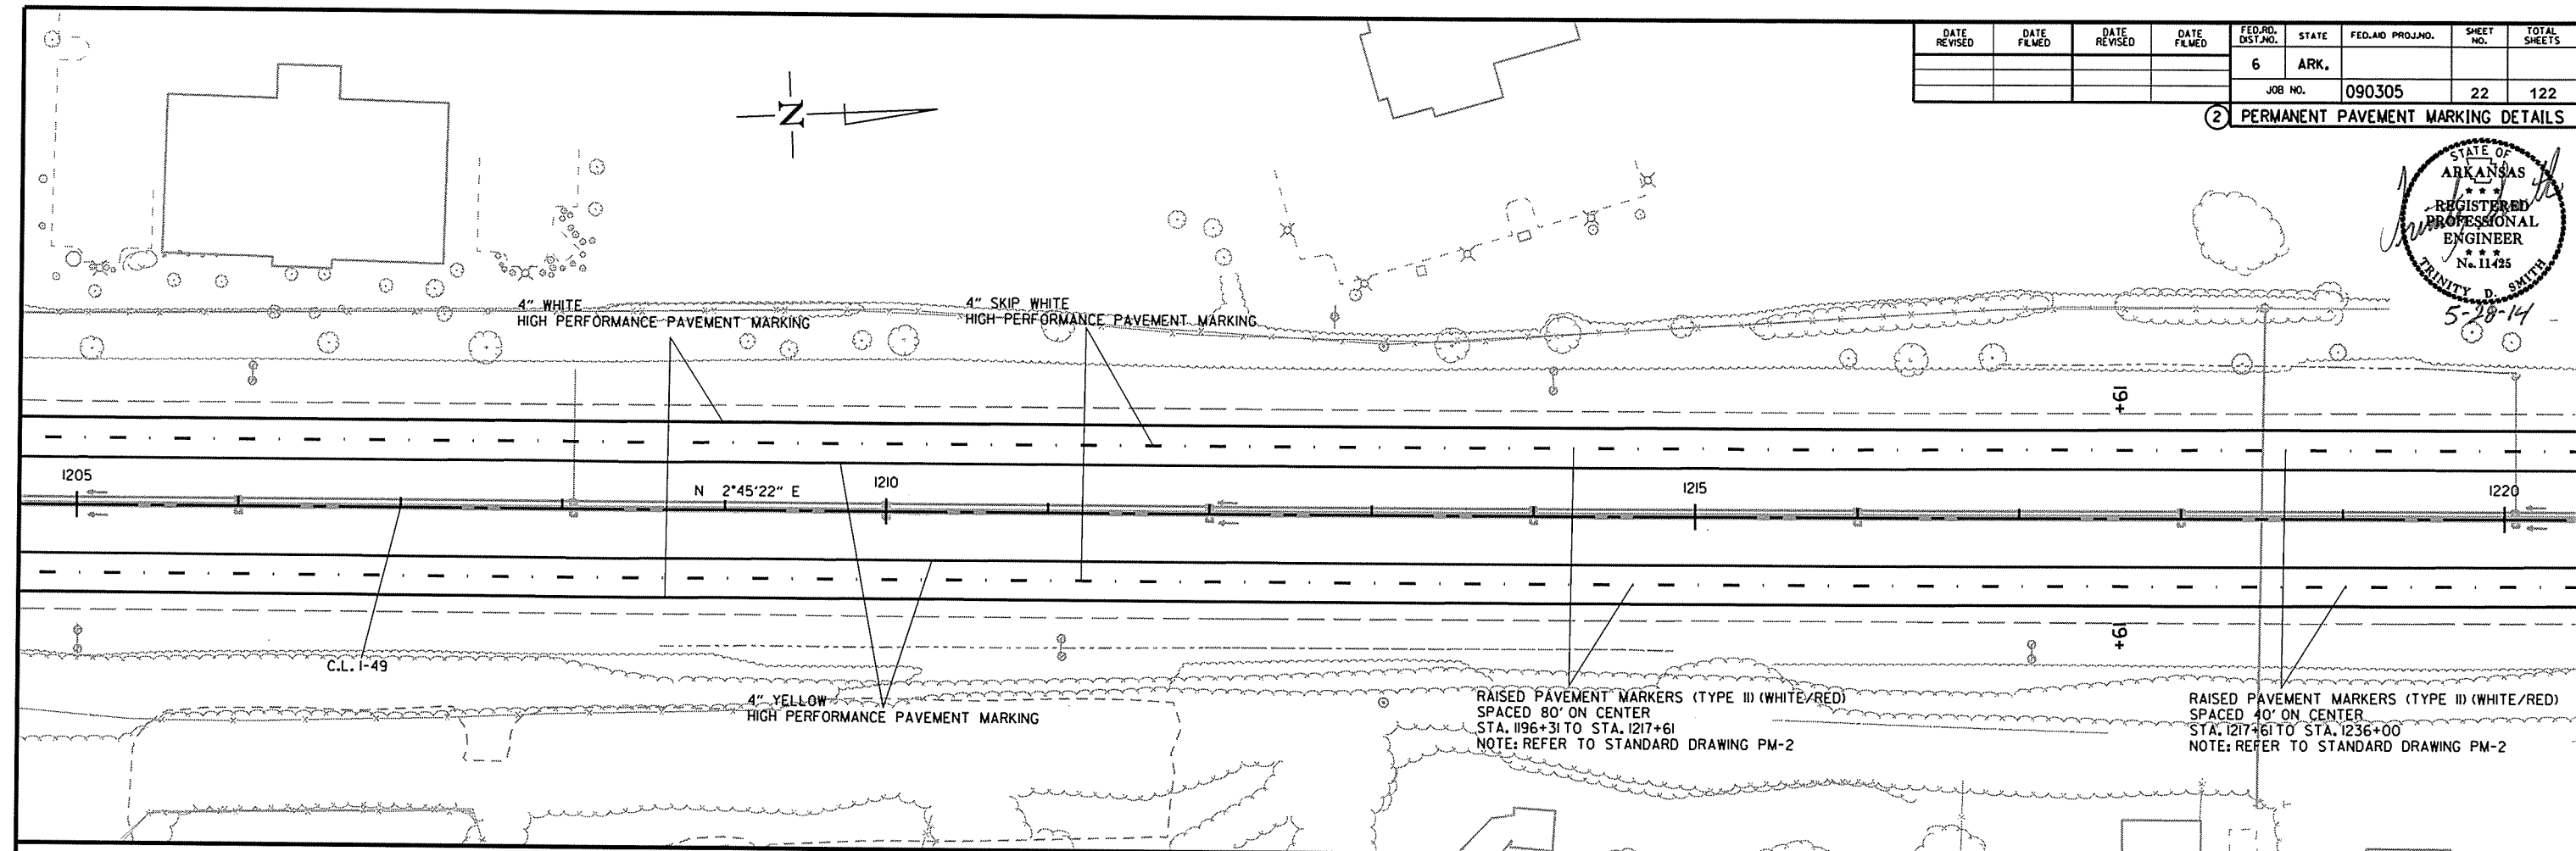 DATE REVISED
DATE FILMED
DATE REVISED
DATE FILMED
FED.RD. DIST.NO.
STATE
FED.AID PROJ.NO.
SHEET NO.
TOTAL SHEETS
6
ARK.
JOB NO.
090305
22
122
2
PERMANENT PAVEMENT MARKING DETAILS
STATE OF
ARKANSAS
★ ★ ★
REGISTERED
PROFESSIONAL
ENGINEER
★ ★ ★
No. 11425
TRINITY D. SMITH
5-28-14
N
4" WHITE
HIGH PERFORMANCE PAVEMENT MARKING
4" SKIP WHITE
HIGH PERFORMANCE PAVEMENT MARKING
+61
1205
N 2°45'22" E
1210
1215
1220
+61
C.L. I-49
4" YELLOW
HIGH PERFORMANCE PAVEMENT MARKING
RAISED PAVEMENT MARKERS (TYPE II) (WHITE/RED)
SPACED 80' ON CENTER
STA. 1196+31 TO STA. 1217+61
NOTE: REFER TO STANDARD DRAWING PM-2
RAISED PAVEMENT MARKERS (TYPE II) (WHITE/RED)
SPACED 40' ON CENTER
STA. 1217+61 TO STA. 1236+00
NOTE: REFER TO STANDARD DRAWING PM-2